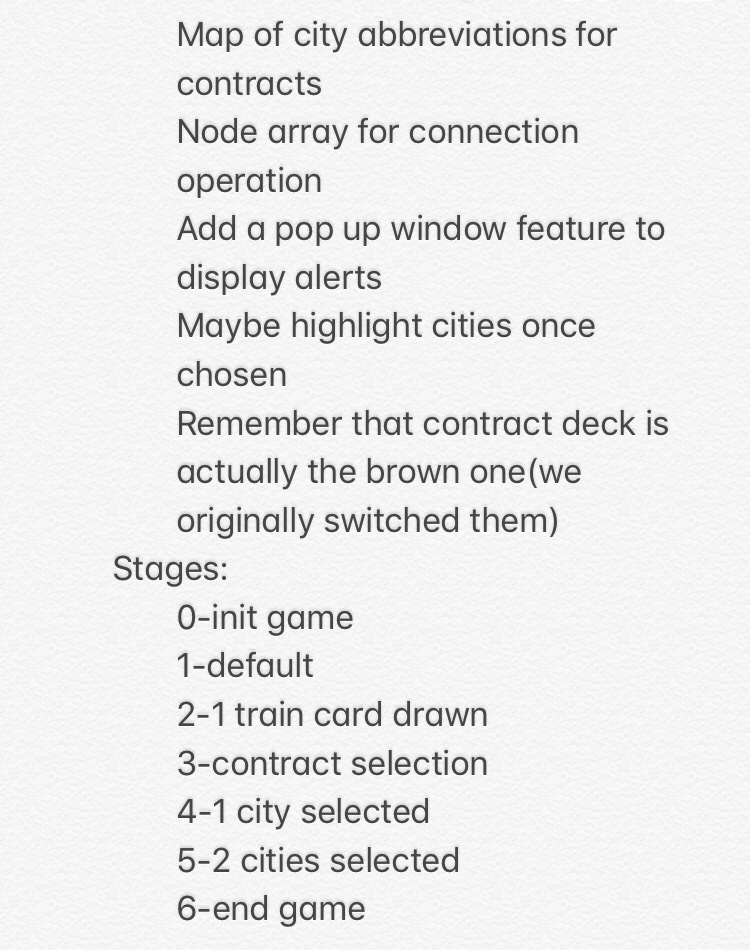 Map of city abbreviations for
contracts
Node array for connection
operation
Add a pop up window feature to
display alerts
Maybe highlight cities once
chosen
Remember that contract deck is
actually the brown one(we
originally switched them)
Stages:
0-init game
1-default
2-1 train card drawn
3-contract selection
4-1 city selected
5-2 cities selected
6-end game